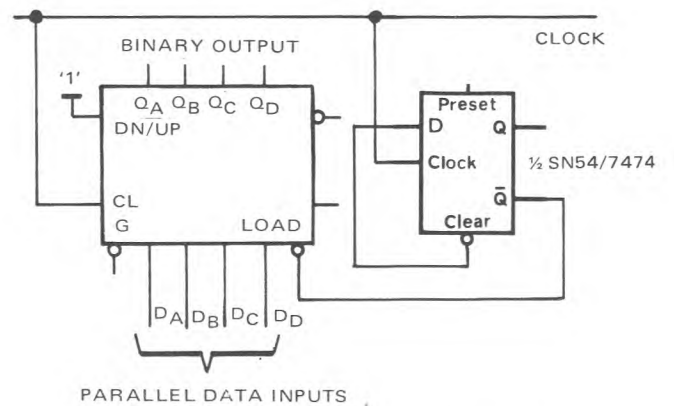 CLOCK
BINARY OUTPUT
'1'
QA QB QC QD
DN/UP
CL
G LOAD
DA DB DC DD
PARALLEL DATA INPUTS
Preset
D Q
Clock
½ SN54/7474
Q̅
Clear